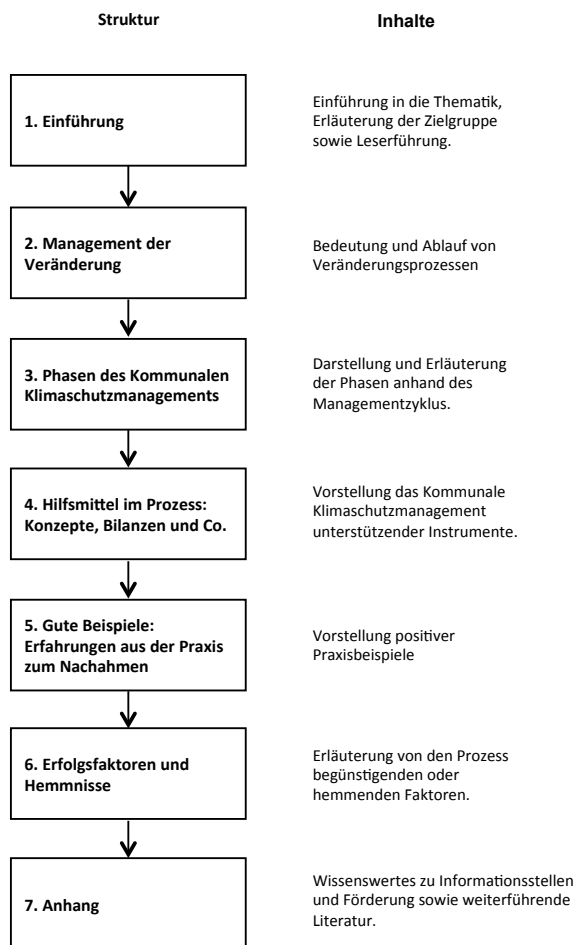 Struktur
Inhalte
1. Einführung
Einführung in die Thematik,
Erläuterung der Zielgruppe
sowie Leserführung.
2. Management der
Veränderung
Bedeutung und Ablauf von
Veränderungsprozessen
3. Phasen des Kommunalen
Klimaschutzmanagements
Darstellung und Erläuterung
der Phasen anhand des
Managementzyklus.
4. Hilfsmittel im Prozess:
Konzepte, Bilanzen und Co.
Vorstellung das Kommunale
Klimaschutzmanagement
unterstützender Instrumente.
5. Gute Beispiele:
Erfahrungen aus der Praxis
zum Nachahmen
Vorstellung positiver
Praxisbeispiele
6. Erfolgsfaktoren und
Hemmnisse
Erläuterung von den Prozess
begünstigenden oder
hemmenden Faktoren.
7. Anhang
Wissenswertes zu Informationsstellen
und Förderung sowie weiterführende
Literatur.